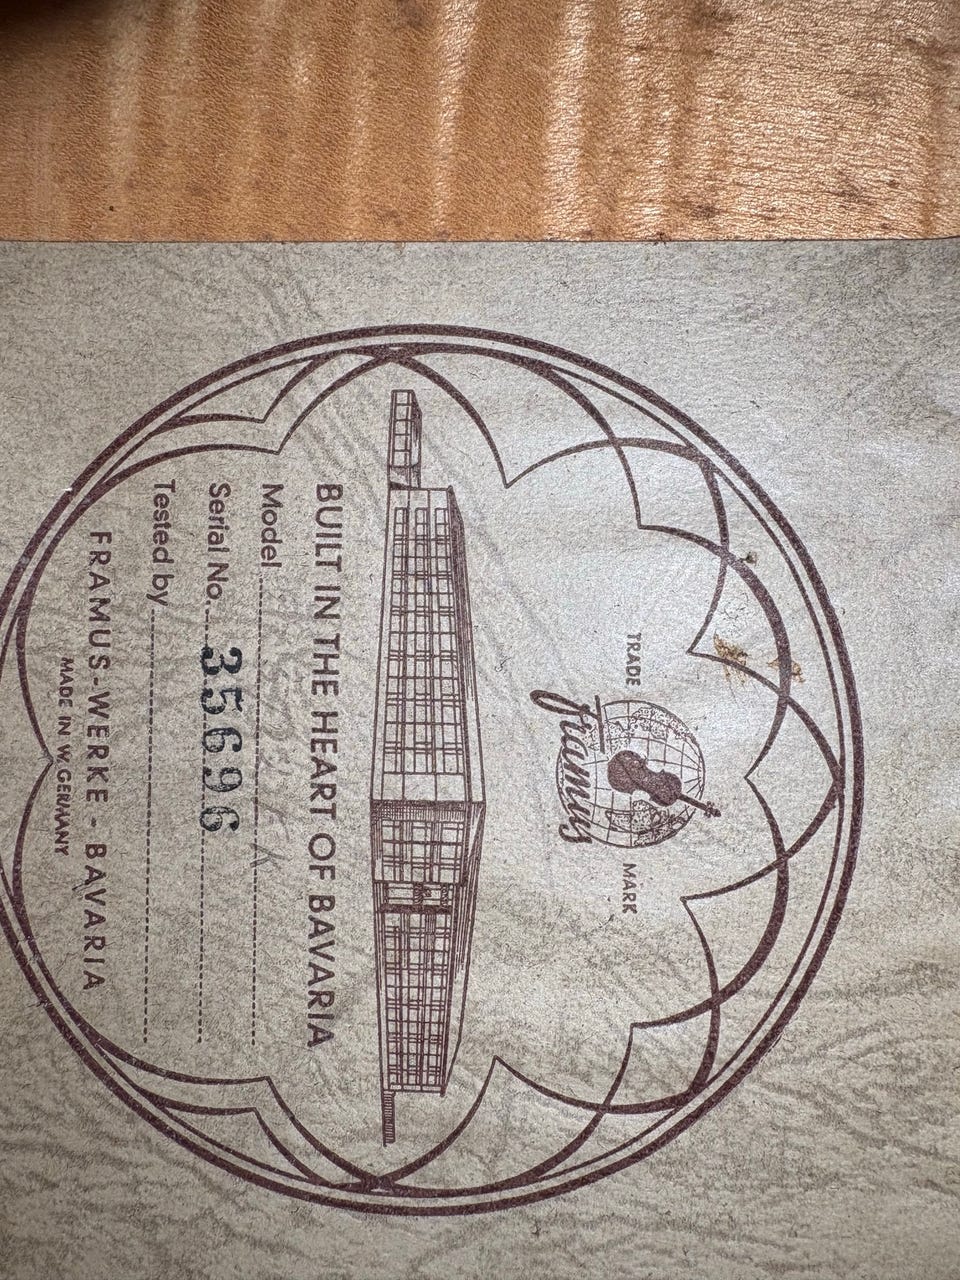 TRADE MARK
framus
BUILT IN THE HEART OF BAVARIA
Model
Serial No. 35696
Tested by
FRAMUS-WERKE - BAVARIA
MADE IN W. GERMANY